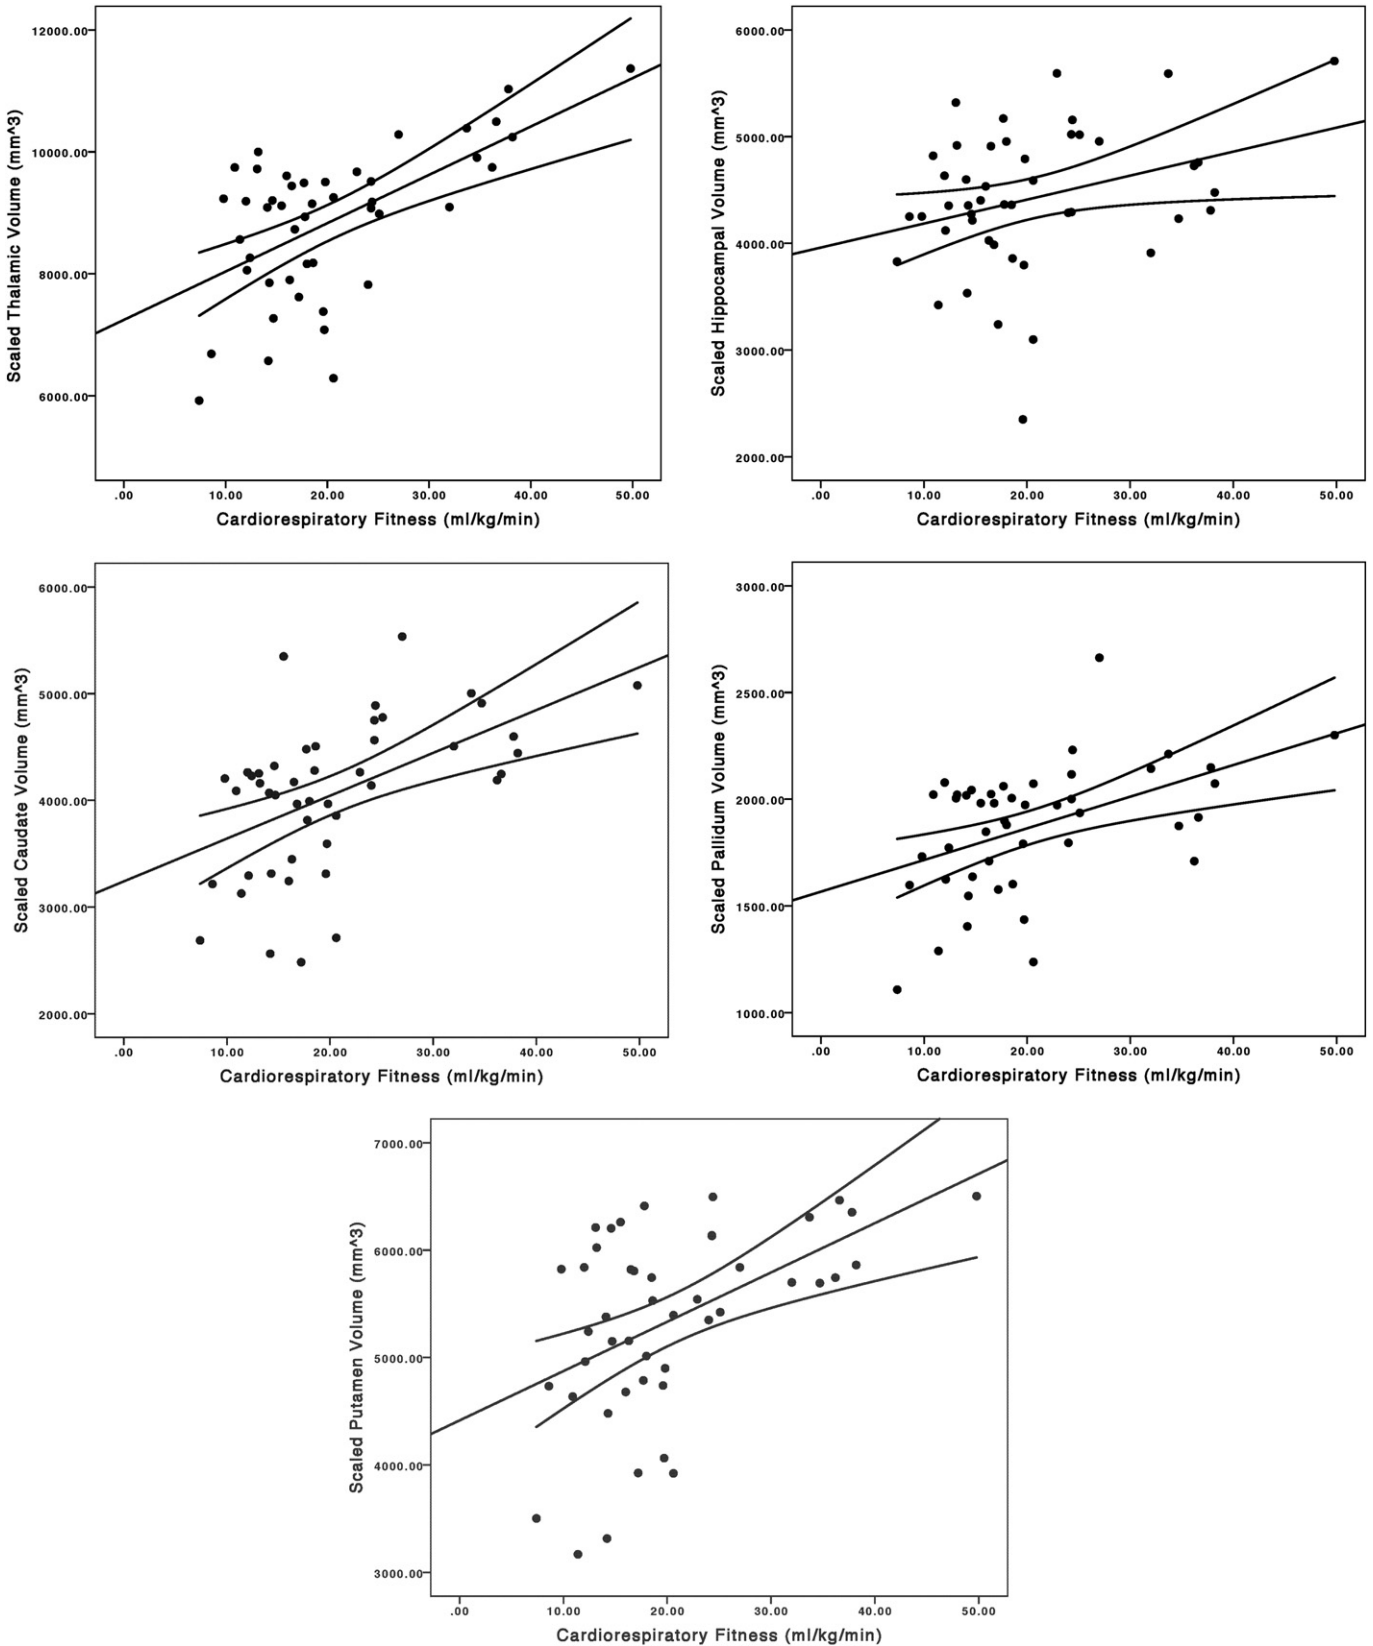 12000.00
10000.00
8000.00
6000.00
Scaled Thalamic Volume (mm^3)
.00 10.00 20.00 30.00 40.00 50.00
Cardiorespiratory Fitness (ml/kg/min)
6000.00
5000.00
4000.00
3000.00
2000.00
Scaled Hippocampal Volume (mm^3)
.00 10.00 20.00 30.00 40.00 50.00
Cardiorespiratory Fitness (ml/kg/min)
6000.00
5000.00
4000.00
3000.00
2000.00
Scaled Caudate Volume (mm^3)
.00 10.00 20.00 30.00 40.00 50.00
Cardiorespiratory Fitness (ml/kg/min)
3000.00
2500.00
2000.00
1500.00
1000.00
Scaled Pallidum Volume (mm^3)
.00 10.00 20.00 30.00 40.00 50.00
Cardiorespiratory Fitness (ml/kg/min)
7000.00
6000.00
5000.00
4000.00
3000.00
Scaled Putamen Volume (mm^3)
.00 10.00 20.00 30.00 40.00 50.00
Cardiorespiratory Fitness (ml/kg/min)